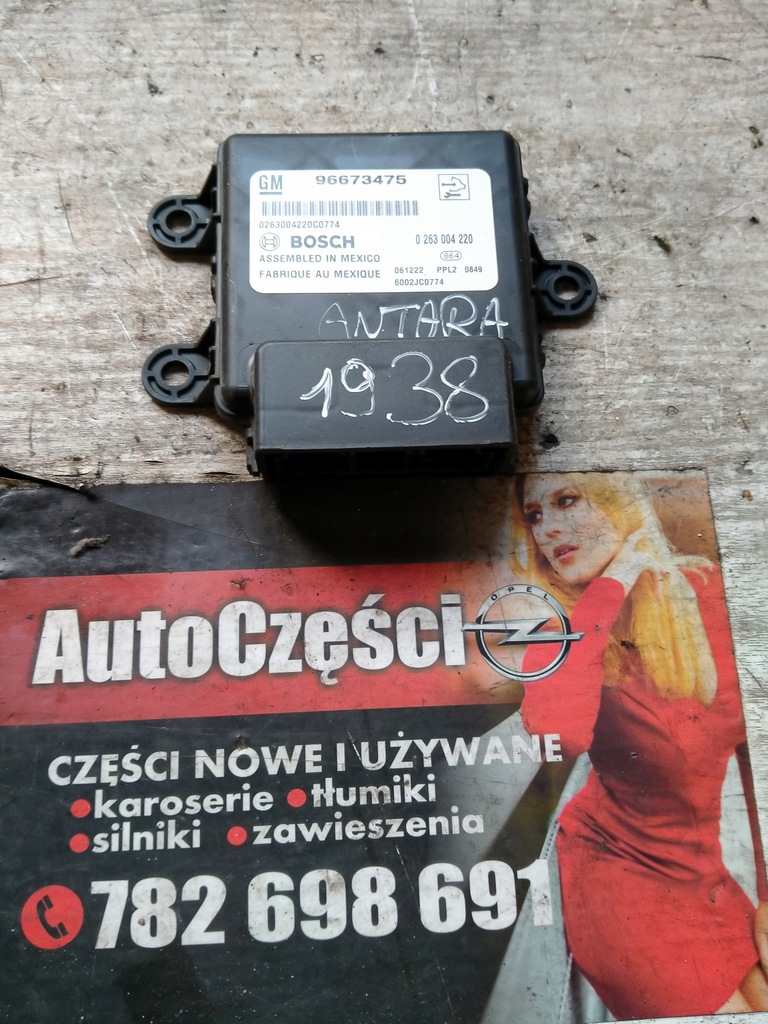 GM 96673475
0263004220C0774
BOSCH 0 263 004 220
ASSEMBLED IN MEXICO 864
FABRIQUE AU MEXIQUE 061222 PPL2 0849
6002JC0774
ANTARA
1938
OPEL
AutoCzęści
CZĘŚCI NOWE I UŻYWANE
•karoserie •tłumiki
•silniki •zawieszenia
782 698 691